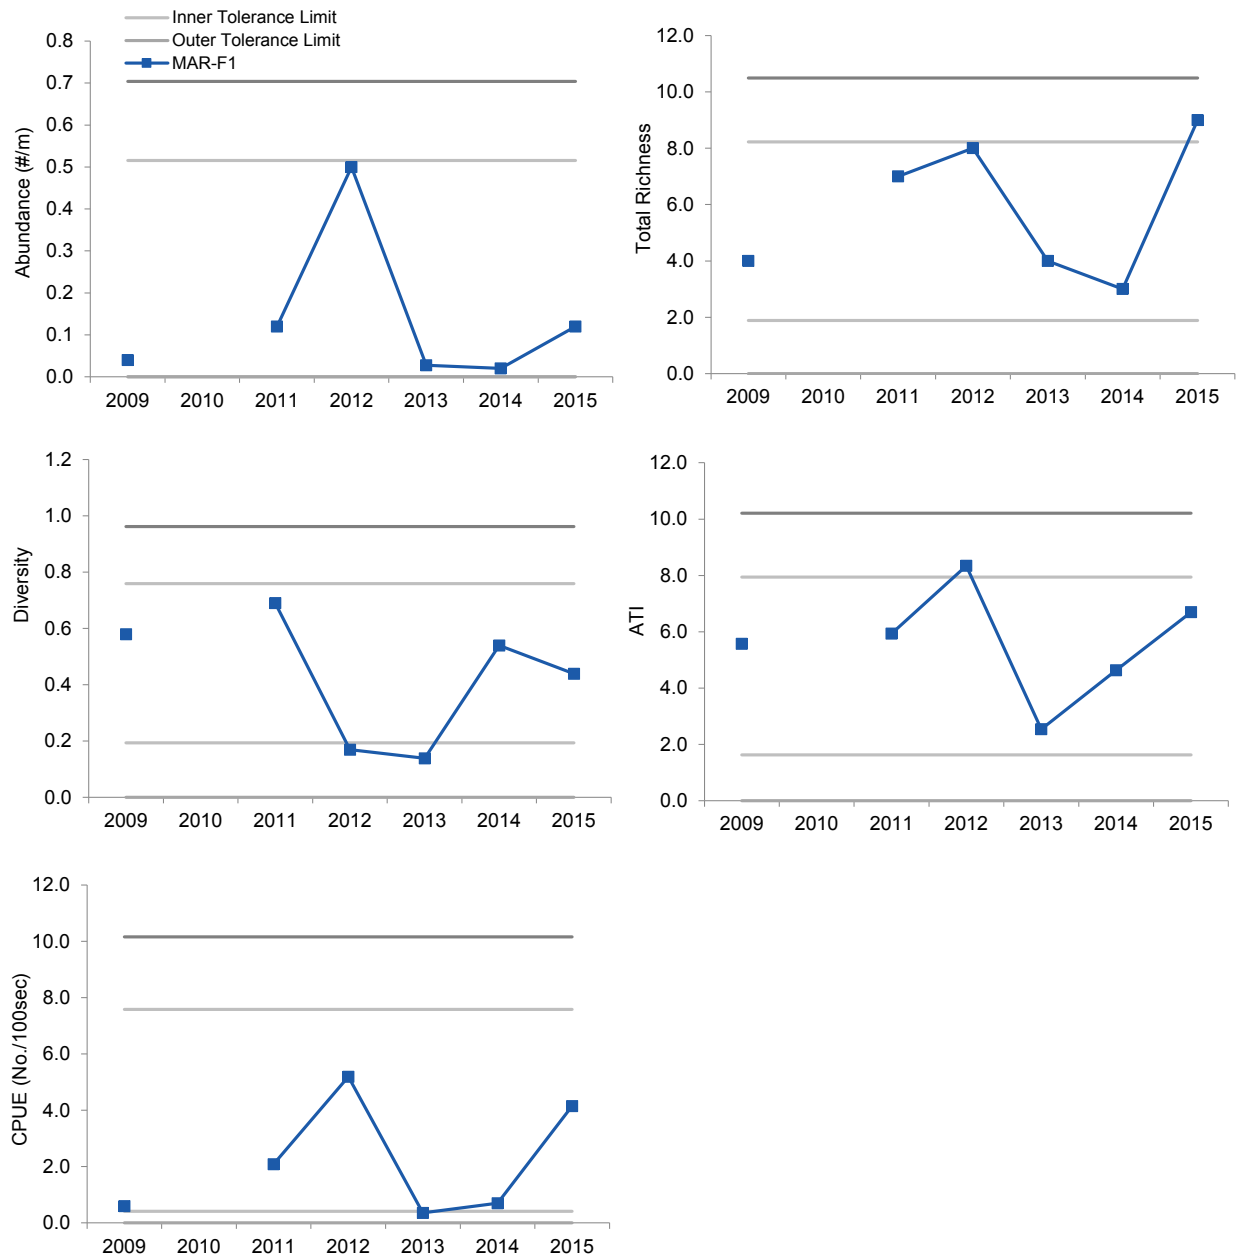 Inner Tolerance Limit
Outer Tolerance Limit
MAR-F1
Abundance (#/m)
0.8
0.7
0.6
0.5
0.4
0.3
0.2
0.1
0.0
2009 2010 2011 2012 2013 2014 2015
Total Richness
12.0
10.0
8.0
6.0
4.0
2.0
0.0
2009 2010 2011 2012 2013 2014 2015
Diversity
1.2
1.0
0.8
0.6
0.4
0.2
0.0
2009 2010 2011 2012 2013 2014 2015
ATI
12.0
10.0
8.0
6.0
4.0
2.0
0.0
2009 2010 2011 2012 2013 2014 2015
CPUE (No./100sec)
12.0
10.0
8.0
6.0
4.0
2.0
0.0
2009 2010 2011 2012 2013 2014 2015